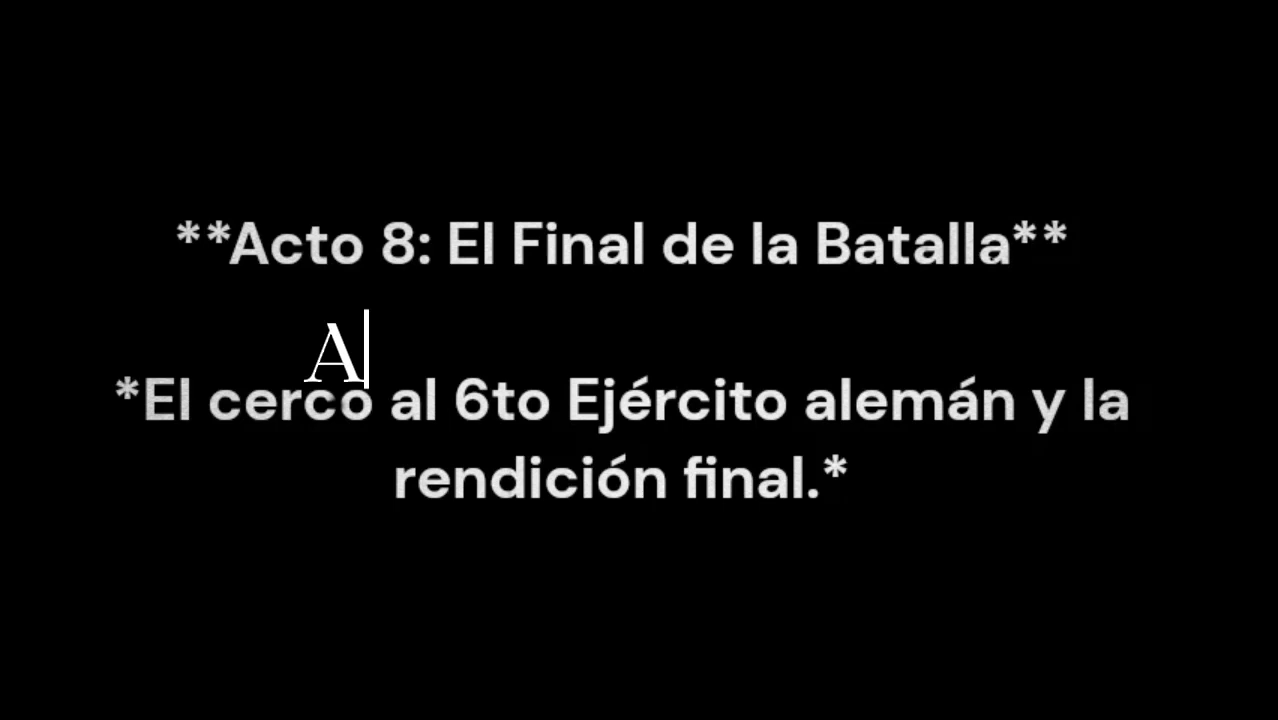 **Acto 8: El Final de la Batalla**
A
*El cerco al 6to Ejército alemán y la
rendición final.*